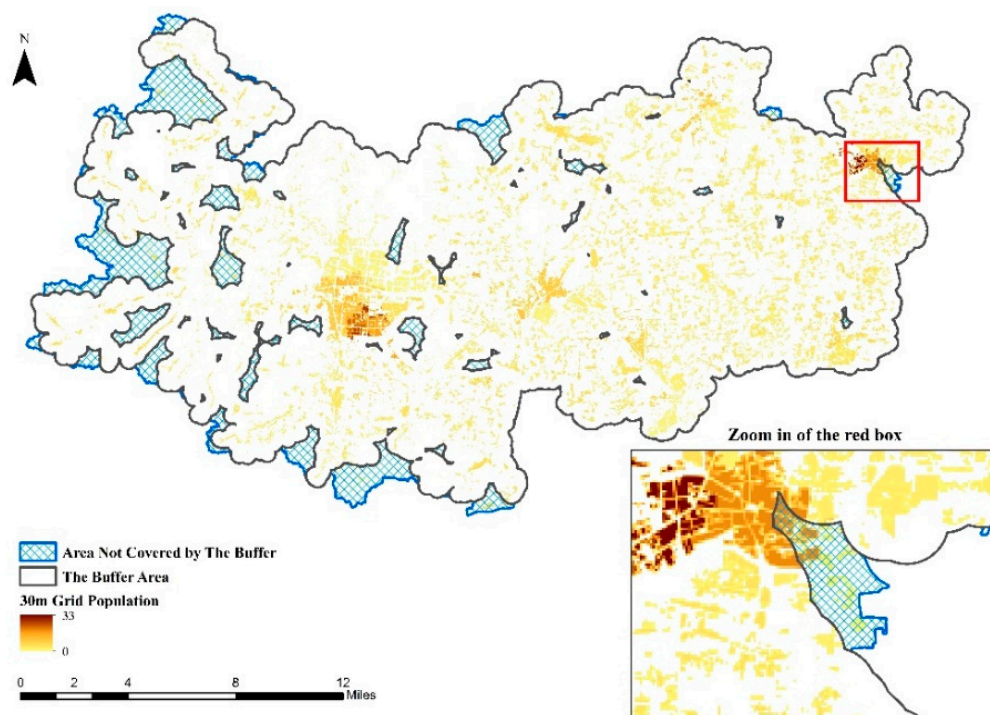 N
Zoom in of the red box
Area Not Covered by The Buffer
The Buffer Area
30m Grid Population
33
0
0 2 4 8 12
Miles